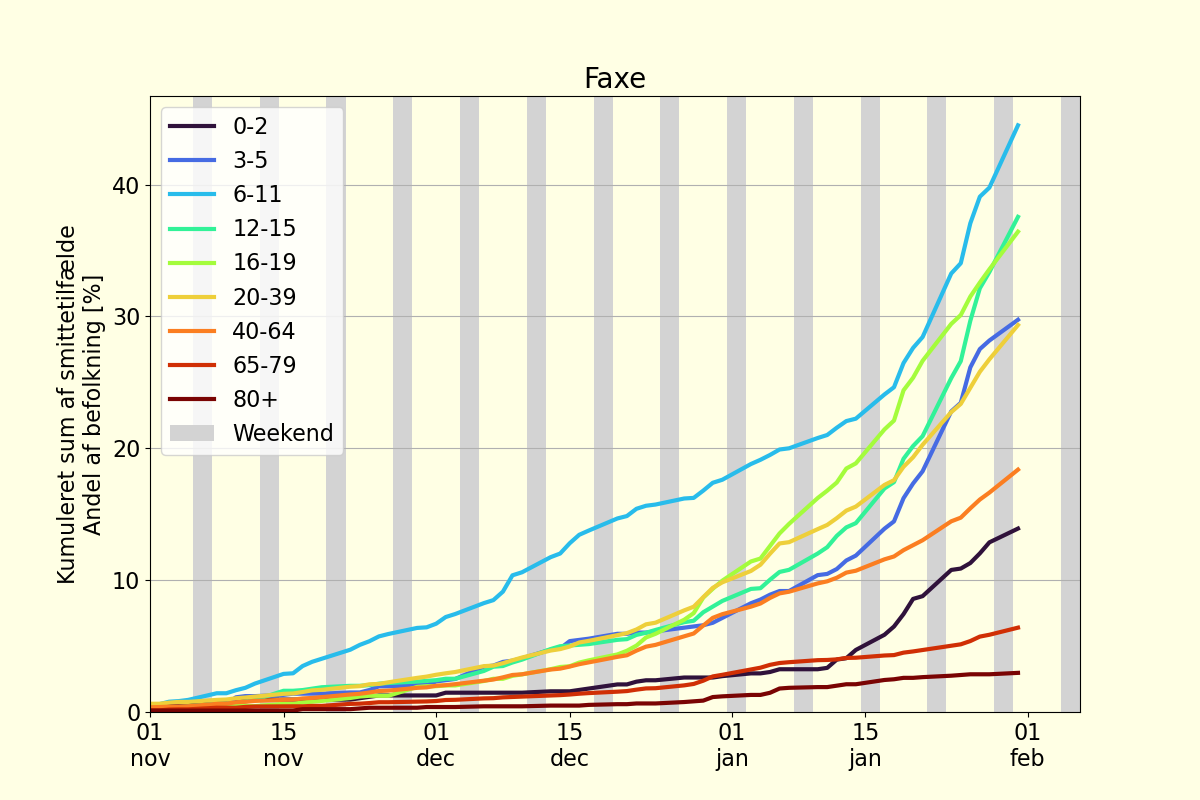 Faxe
Kumuleret sum af smittetilfælde
Andel af befolkning [%]
40
30
20
10
0
0-2
3-5
6-11
12-15
16-19
20-39
40-64
65-79
80+
Weekend
01 15 01 15 01 15 01
nov nov dec dec jan jan feb